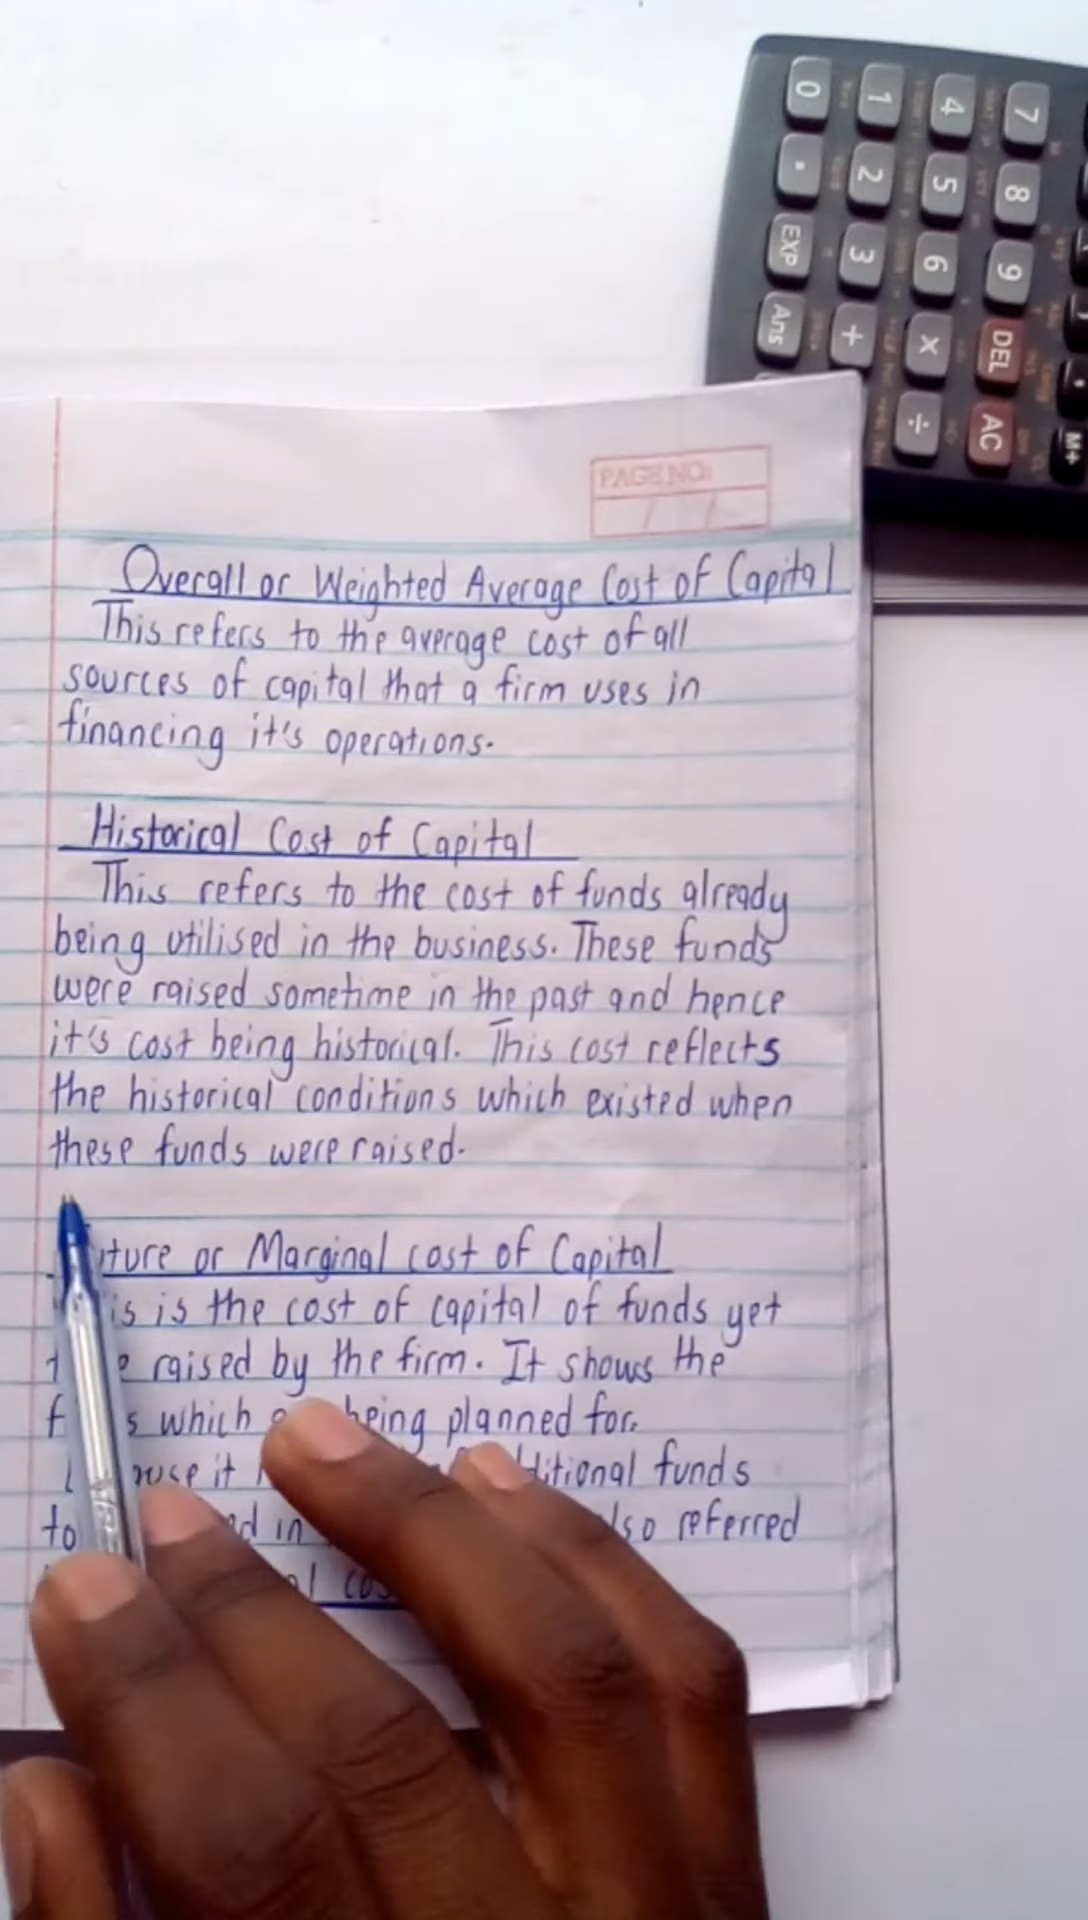 0
1
4
7
.
2
5
8
EXP
3
6
9
Ans
+
×
DEL
÷
AC
M+
PAGE NO:
/ /
Overall or Weighted Average Cost of Capital
This refers to the average cost of all
sources of capital that a firm uses in
financing it's operations.
Historical Cost of Capital
This refers to the cost of funds already
being utilised in the business. These funds
were raised sometime in the past and hence
it's cost being historical. This cost reflects
the historical conditions which existed when
these funds were raised.
or Marginal cost of Capital
is the cost of capital of funds yet
raised by the firm. It shows the
which being planned for.
it funds
to in referred